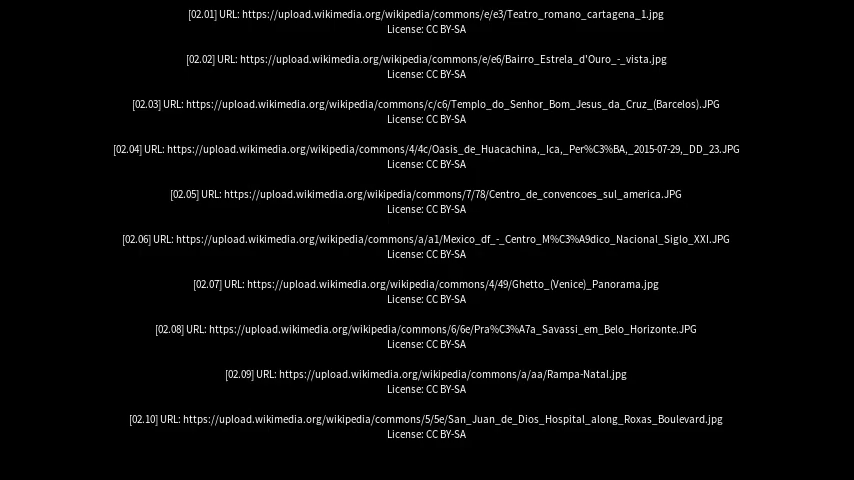 [02.01] URL: https://upload.wikimedia.org/wikipedia/commons/e/e3/Teatro_romano_cartagena_1.jpg
License: CC BY-SA
[02.02] URL: https://upload.wikimedia.org/wikipedia/commons/e/e6/Bairro_Estrela_d'Ouro_-_vista.jpg
License: CC BY-SA
[02.03] URL: https://upload.wikimedia.org/wikipedia/commons/c/c6/Templo_do_Senhor_Bom_Jesus_da_Cruz_(Barcelos).JPG
License: CC BY-SA
[02.04] URL: https://upload.wikimedia.org/wikipedia/commons/4/4c/Oasis_de_Huacachina,_Ica,_Per%C3%BA,_2015-07-29,_DD_23.JPG
License: CC BY-SA
[02.05] URL: https://upload.wikimedia.org/wikipedia/commons/7/78/Centro_de_convencoes_sul_america.JPG
License: CC BY-SA
[02.06] URL: https://upload.wikimedia.org/wikipedia/commons/a/a1/Mexico_df_-_Centro_M%C3%A9dico_Nacional_Siglo_XXI.JPG
License: CC BY-SA
[02.07] URL: https://upload.wikimedia.org/wikipedia/commons/4/49/Ghetto_(Venice)_Panorama.jpg
License: CC BY-SA
[02.08] URL: https://upload.wikimedia.org/wikipedia/commons/6/6e/Pra%C3%A7a_Savassi_em_Belo_Horizonte.JPG
License: CC BY-SA
[02.09] URL: https://upload.wikimedia.org/wikipedia/commons/a/aa/Rampa-Natal.jpg
License: CC BY-SA
[02.10] URL: https://upload.wikimedia.org/wikipedia/commons/5/5e/San_Juan_de_Dios_Hospital_along_Roxas_Boulevard.jpg
License: CC BY-SA